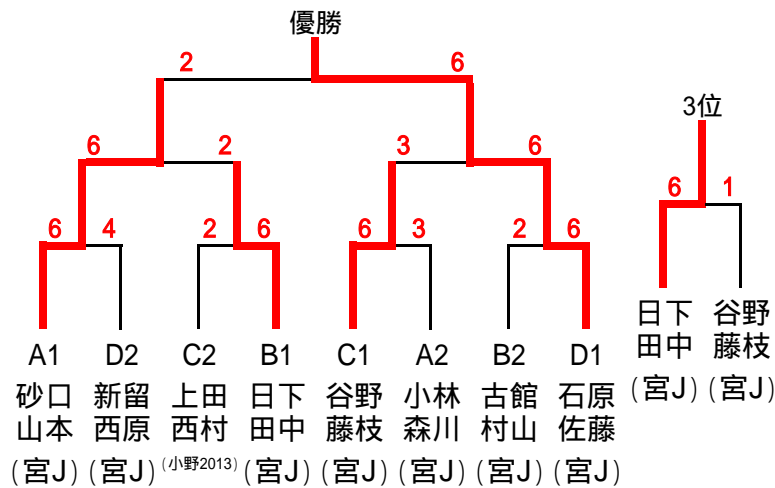 優勝
2 6
3位
6 2 3 6
6 1
6 4 2 6 6 3 2 6
A1 D2 C2 B1 C1 A2 B2 D1
砂口 新留 上田 日下 谷野 小林 古館 石原
山本 西原 西村 田中 藤枝 森川 村山 佐藤
(宮J) (宮J) (小野2013) (宮J) (宮J) (宮J) (宮J) (宮J)
日下 谷野
田中 藤枝
(宮J) (宮J)